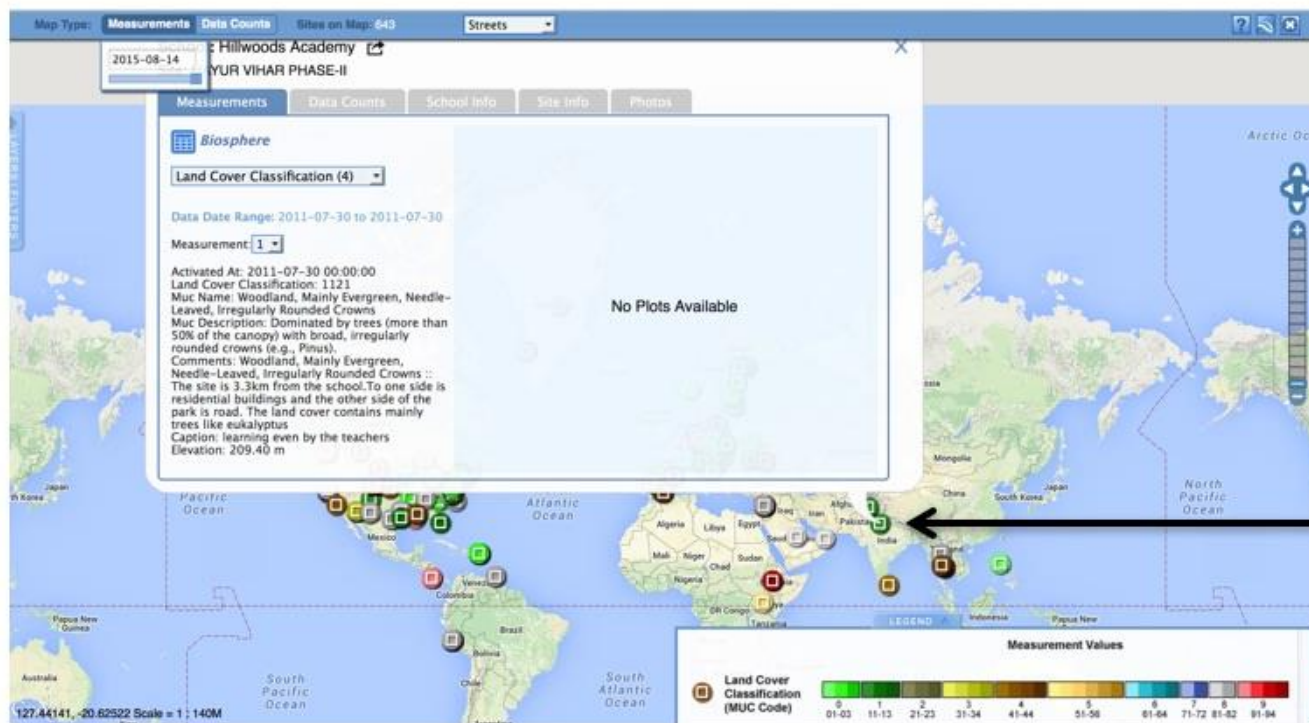 Map Type: Measurements Data Counts Sites on Map: 643 Streets
2015-08-14
: Hillwoods Academy
YUR VIHAR PHASE-II
X
Measurements Data Counts School Info Site Info Photos
Biosphere
Land Cover Classification (4)
Data Date Range: 2011-07-30 to 2011-07-30
Measurement: 1
Activated At: 2011-07-30 00:00:00
Land Cover Classification: 1121
Muc Name: Woodland, Mainly Evergreen, Needle-
Leaved, Irregularly Rounded Crowns
Muc Description: Dominated by trees (more than
50% of the canopy) with broad, irregularly
rounded crowns (e.g., Pinus).
Comments: Woodland, Mainly Evergreen,
Needle-Leaved, Irregularly Rounded Crowns ::
The site is 3.3km from the school.To one side is
residential buildings and the other side of the
park is road. The land cover contains mainly
trees like eukalyptus
Caption: learning even by the teachers
Elevation: 209.40 m
No Plots Available
Arctic Oc
Mongolia
China
South Korea
Japan
North
Pacific
Ocean
Japan
Pacific
Ocean
Atlantic
Ocean
Mexico
Venez
Colombia
Brazil
Bolivia
Chile
Algeria
Libya
Egypt
Saudi
Iraq
Iran
Afgh
Pakista
India
Mali
Niger
Chad
Sudan
Nigeria
DR Congo
Tanzania
Indonesia
Papua New
Guinea
Papua New
Australia
South
Pacific
Ocean
South
Atlantic
Ocean
LEGEND
Measurement Values
Land Cover
Classification
(MUC Code)
0 1 2 3 4 5 6 7 8 9
01-03 11-13 21-23 31-34 41-44 51-58 61-64 71-72 81-82 91-94
127.44141, -20.62522 Scale = 1 : 140M